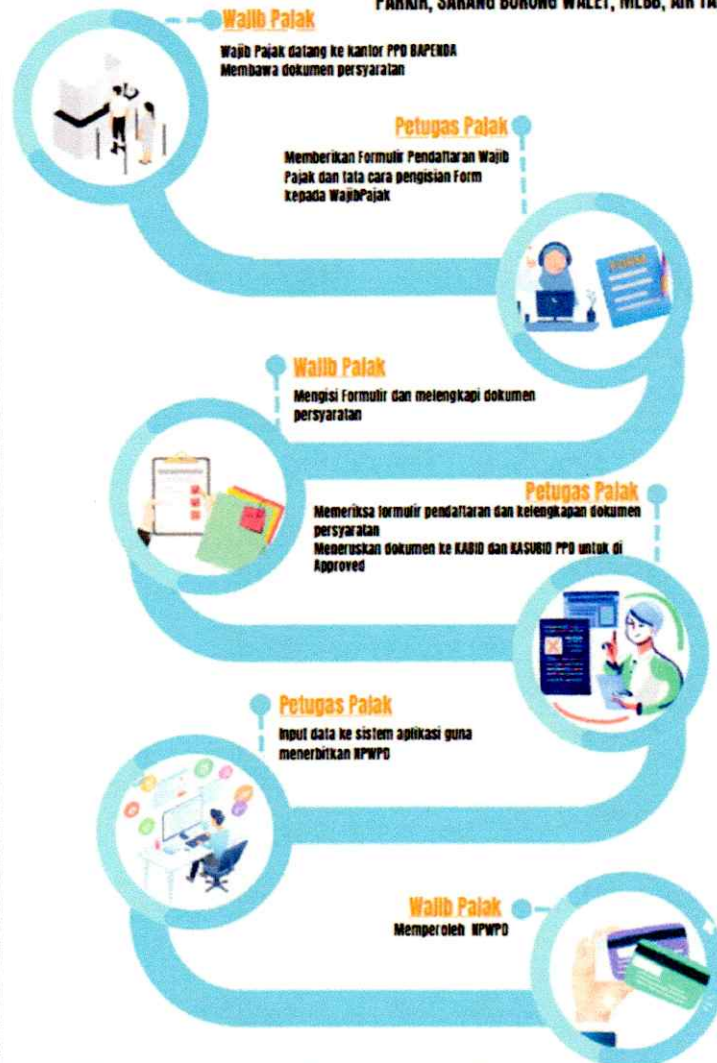 PARKIR, SARANG BURUNG WALET, MLBB, AIR
Wajib Pajak
Wajib Pajak datang ke kantor PPD BAPENDA
Membawa dokumen persyaratan
Petugas Pajak
Memberikan Formulir Pendaftaran Wajib
Pajak dan tata cara pengisian Form
kepada WajibPajak
FORM
Wajib Pajak
Mengisi Formulir dan melengkapi dokumen
persyaratan
Petugas Pajak
Memeriksa formulir pendaftaran dan kelengkapan dokumen
persyaratan
Meneruskan dokumen ke KABID dan KASUBID PPD untuk di
Approved
Petugas Pajak
Input data ke sistem aplikasi guna
menerbitkan NPWPD
Wajib Pajak
Memperoleh NPWPD